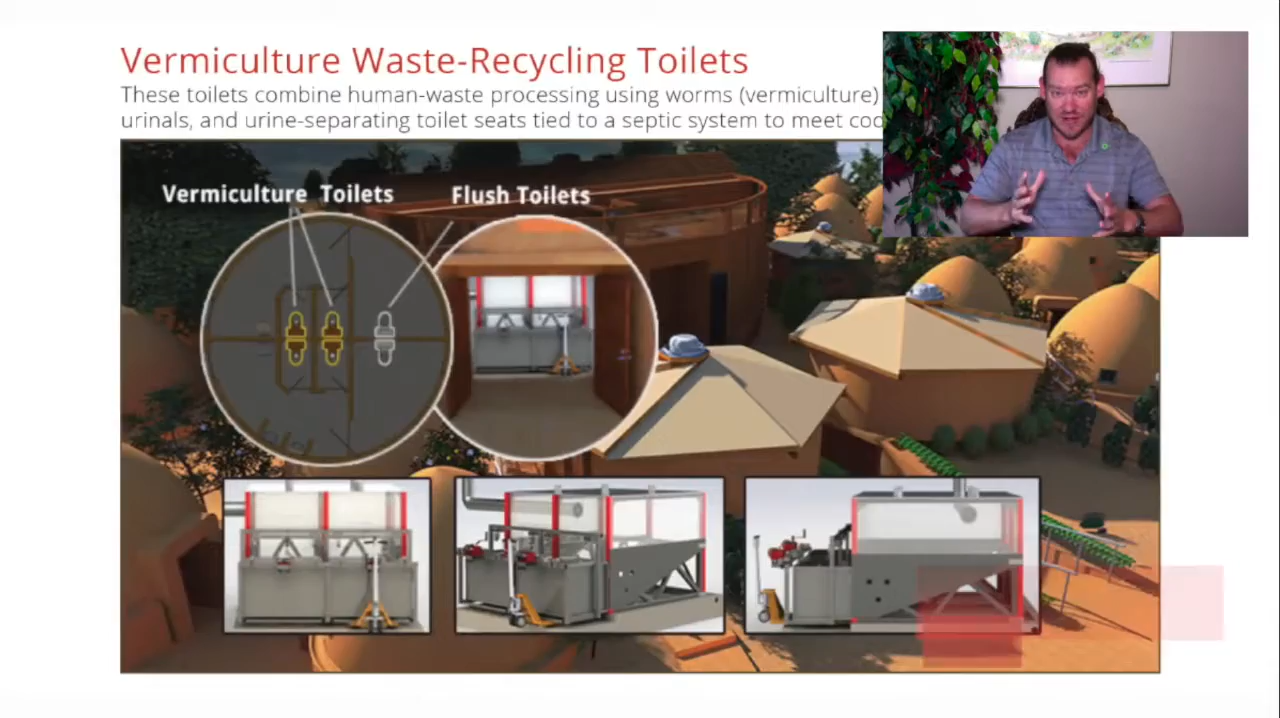 Vermiculture Waste-Recycling Toilets
These toilets combine human-waste processing using worms (vermiculture)
urinals, and urine-separating toilet seats tied to a septic system to meet
Vermiculture Toilets
Flush Toilets